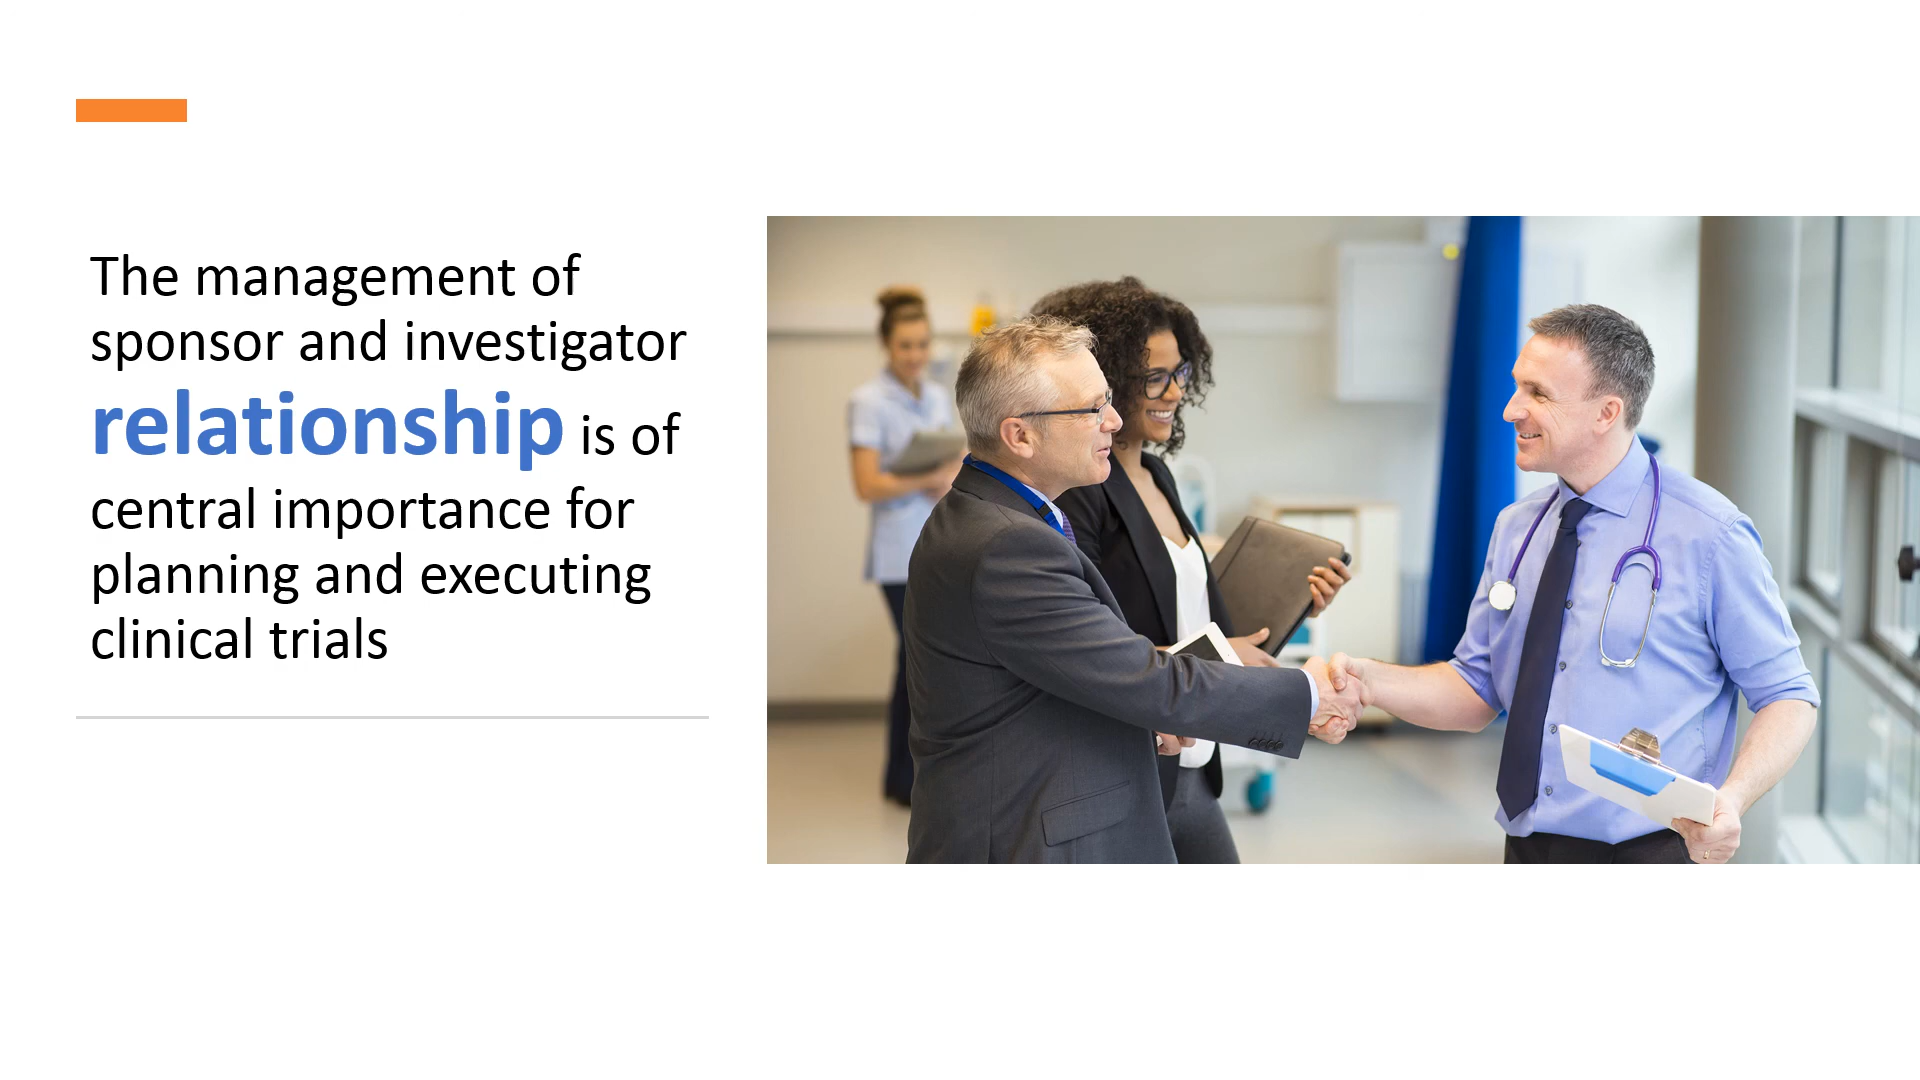 The management of
sponsor and investigator
relationship is of
central importance for
planning and executing
clinical trials